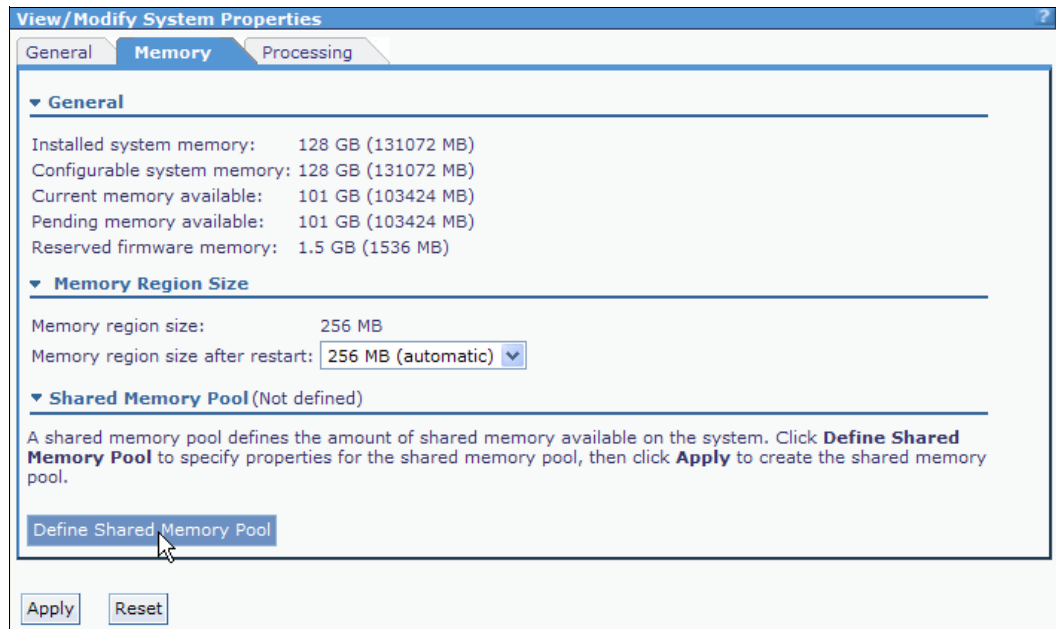 View/Modify System Properties ?
General Memory Processing
General
Installed system memory: 128 GB (131072 MB)
Configurable system memory: 128 GB (131072 MB)
Current memory available: 101 GB (103424 MB)
Pending memory available: 101 GB (103424 MB)
Reserved firmware memory: 1.5 GB (1536 MB)
Memory Region Size
Memory region size: 256 MB
Memory region size after restart: 256 MB (automatic)
Shared Memory Pool (Not defined)
A shared memory pool defines the amount of shared memory available on the system. Click Define Shared
Memory Pool to specify properties for the shared memory pool, then click Apply to create the shared memory
pool.
Define Shared Memory Pool
Apply Reset